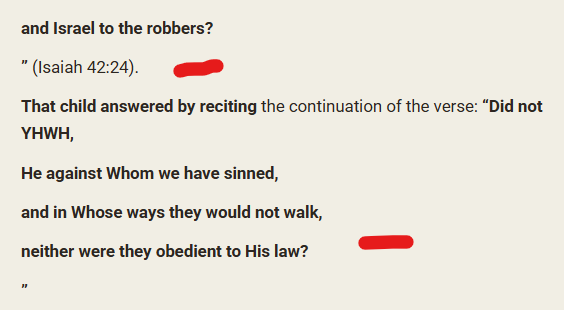 and Israel to the robbers?
” (Isaiah 42:24).
That child answered by reciting the continuation of the verse: “Did not
YHWH,
He against Whom we have sinned,
and in Whose ways they would not walk,
neither were they obedient to His law?
”